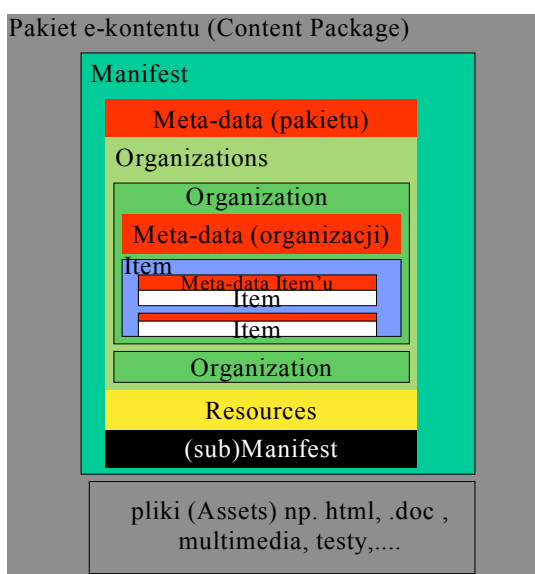 Pakiet e-kontentu (Content Package)
Manifest
Meta-data (pakietu)
Organizations
Organization
Meta-data (organizacji)
Item
Meta-data Item’u
Item
Item
Organization
Resources
(sub)Manifest
pliki (Assets) np. html, .doc ,
multimedia, testy,....